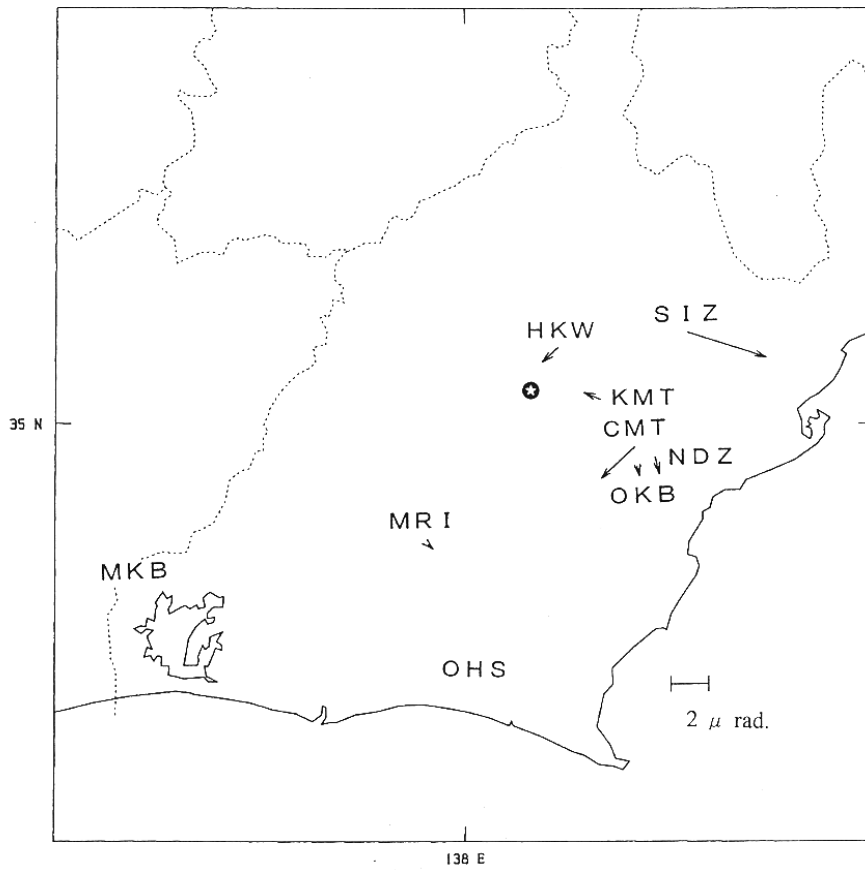 SIZ
HKW
KMT
35 N
CMT
NDZ
OKB
MRI
MKB
OHS
2 μ rad.
138 E